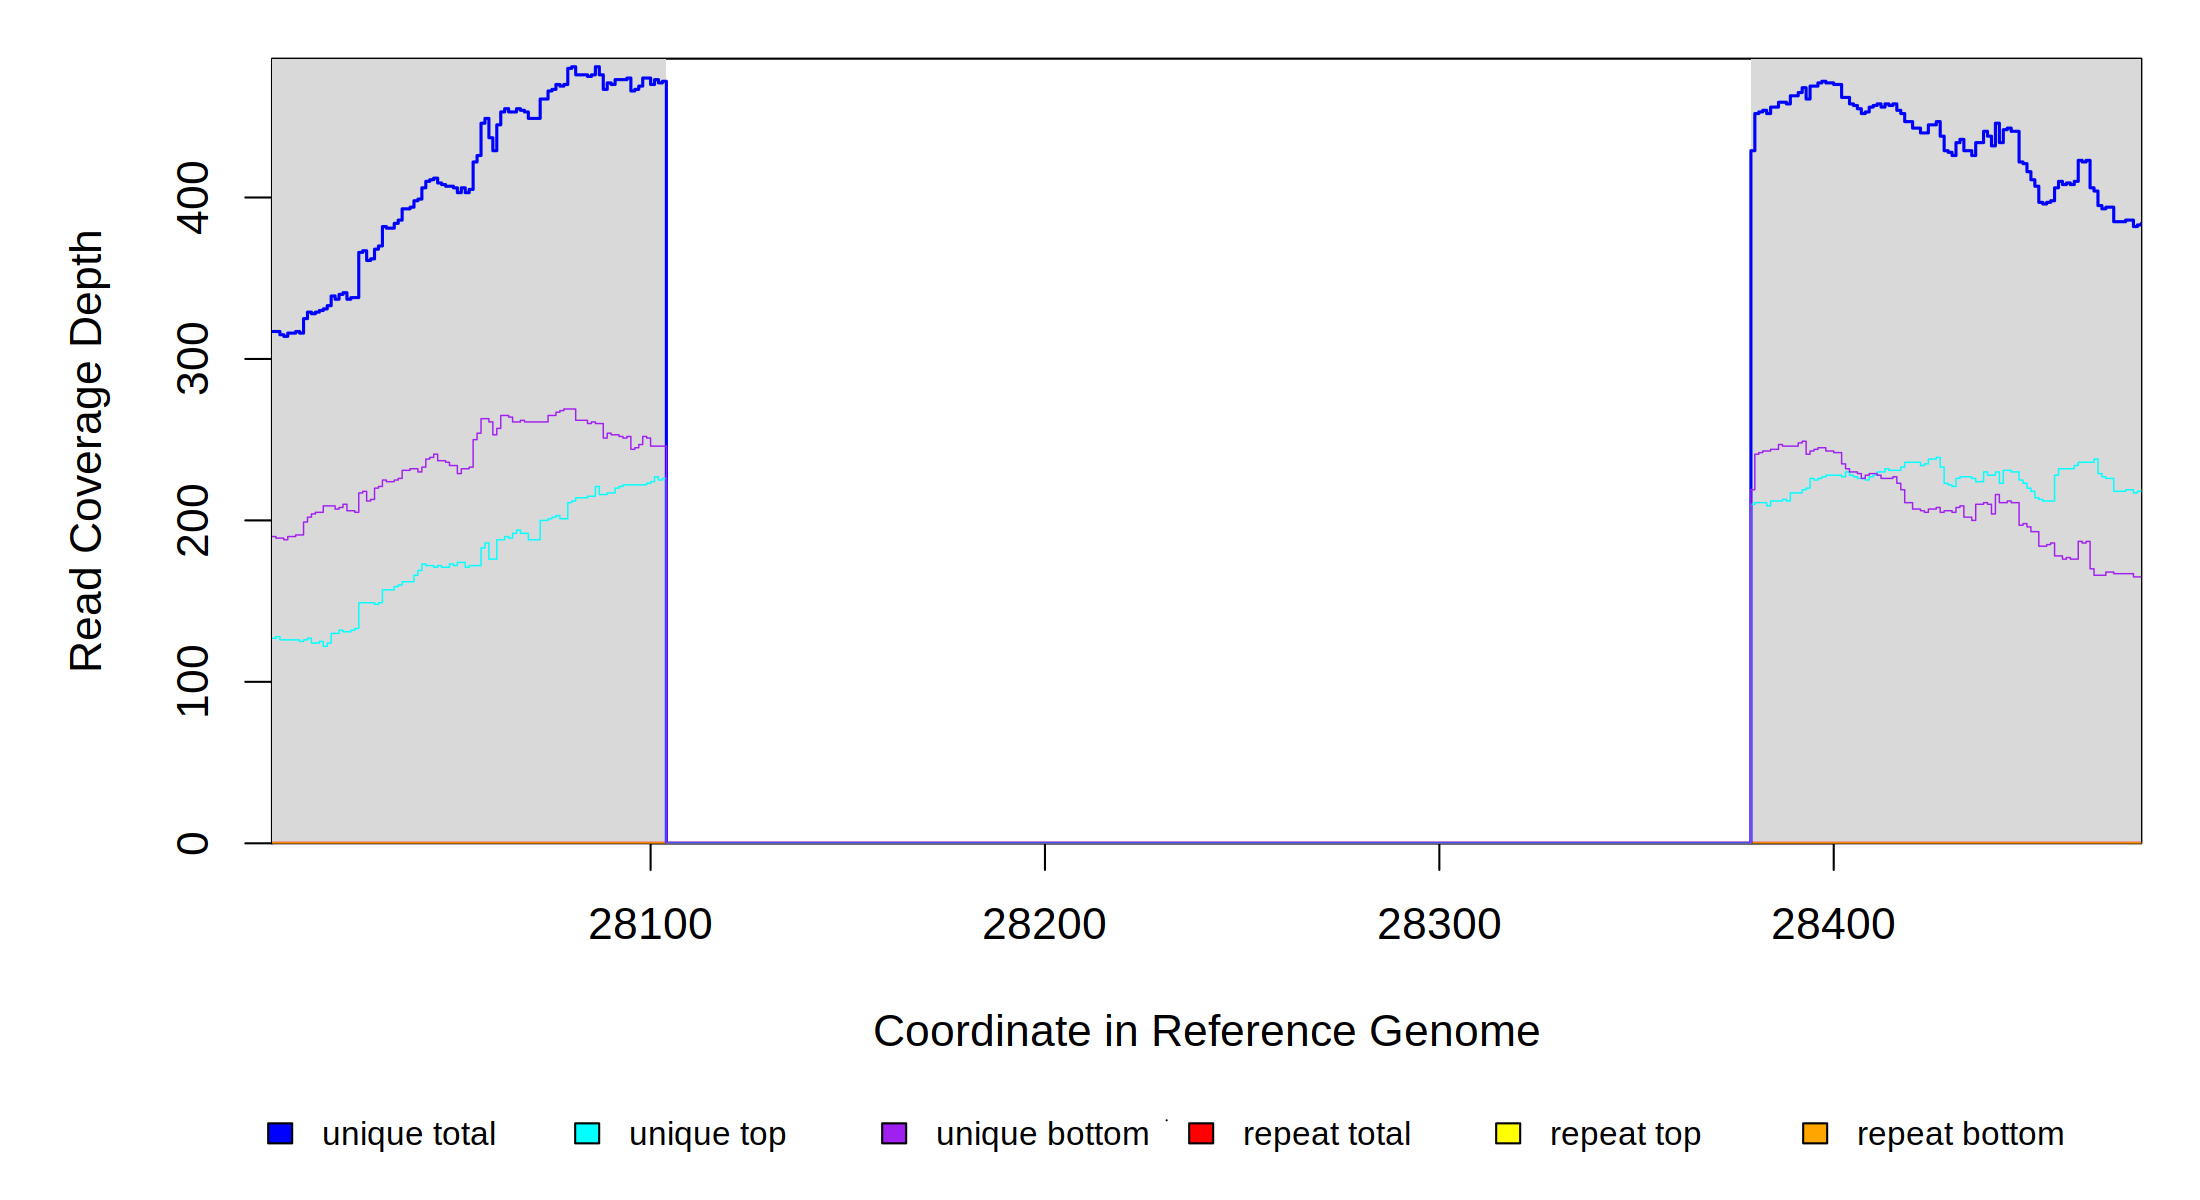 Read Coverage Depth
400
300
200
100
0
28100 28200 28300 28400
Coordinate in Reference Genome
unique total unique top unique bottom repeat total repeat top repeat bottom